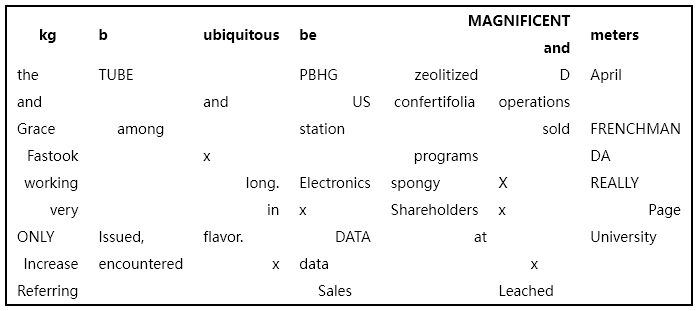 kg b ubiquitous be MAGNIFICENT and meters
the TUBE PBHG zeolitized D April
and and US confertifolia operations
Grace among station sold FRENCHMAN
Fastook x programs DA
working long. Electronics spongy X REALLY
very in x Shareholders x Page
ONLY Issued, flavor. DATA at University
Increase encountered x data x
Referring Sales Leached